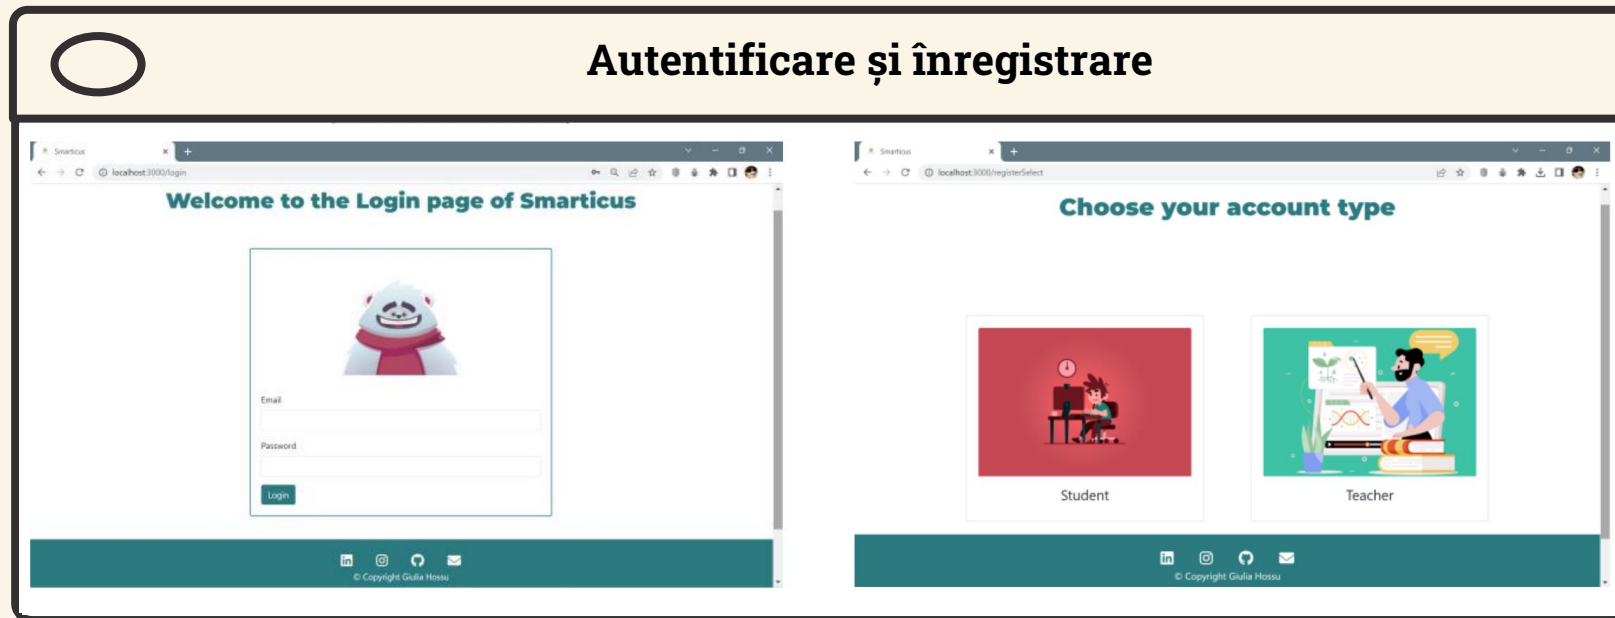 Autentificare și înregistrare
Smarticus
localhost:3000/login
Welcome to the Login page of Smarticus
Email
Password
Login
© Copyright Giulia Hossu
Smarticus
localhost:3000/registerSelect
Choose your account type
Student
Teacher
© Copyright Giulia Hossu